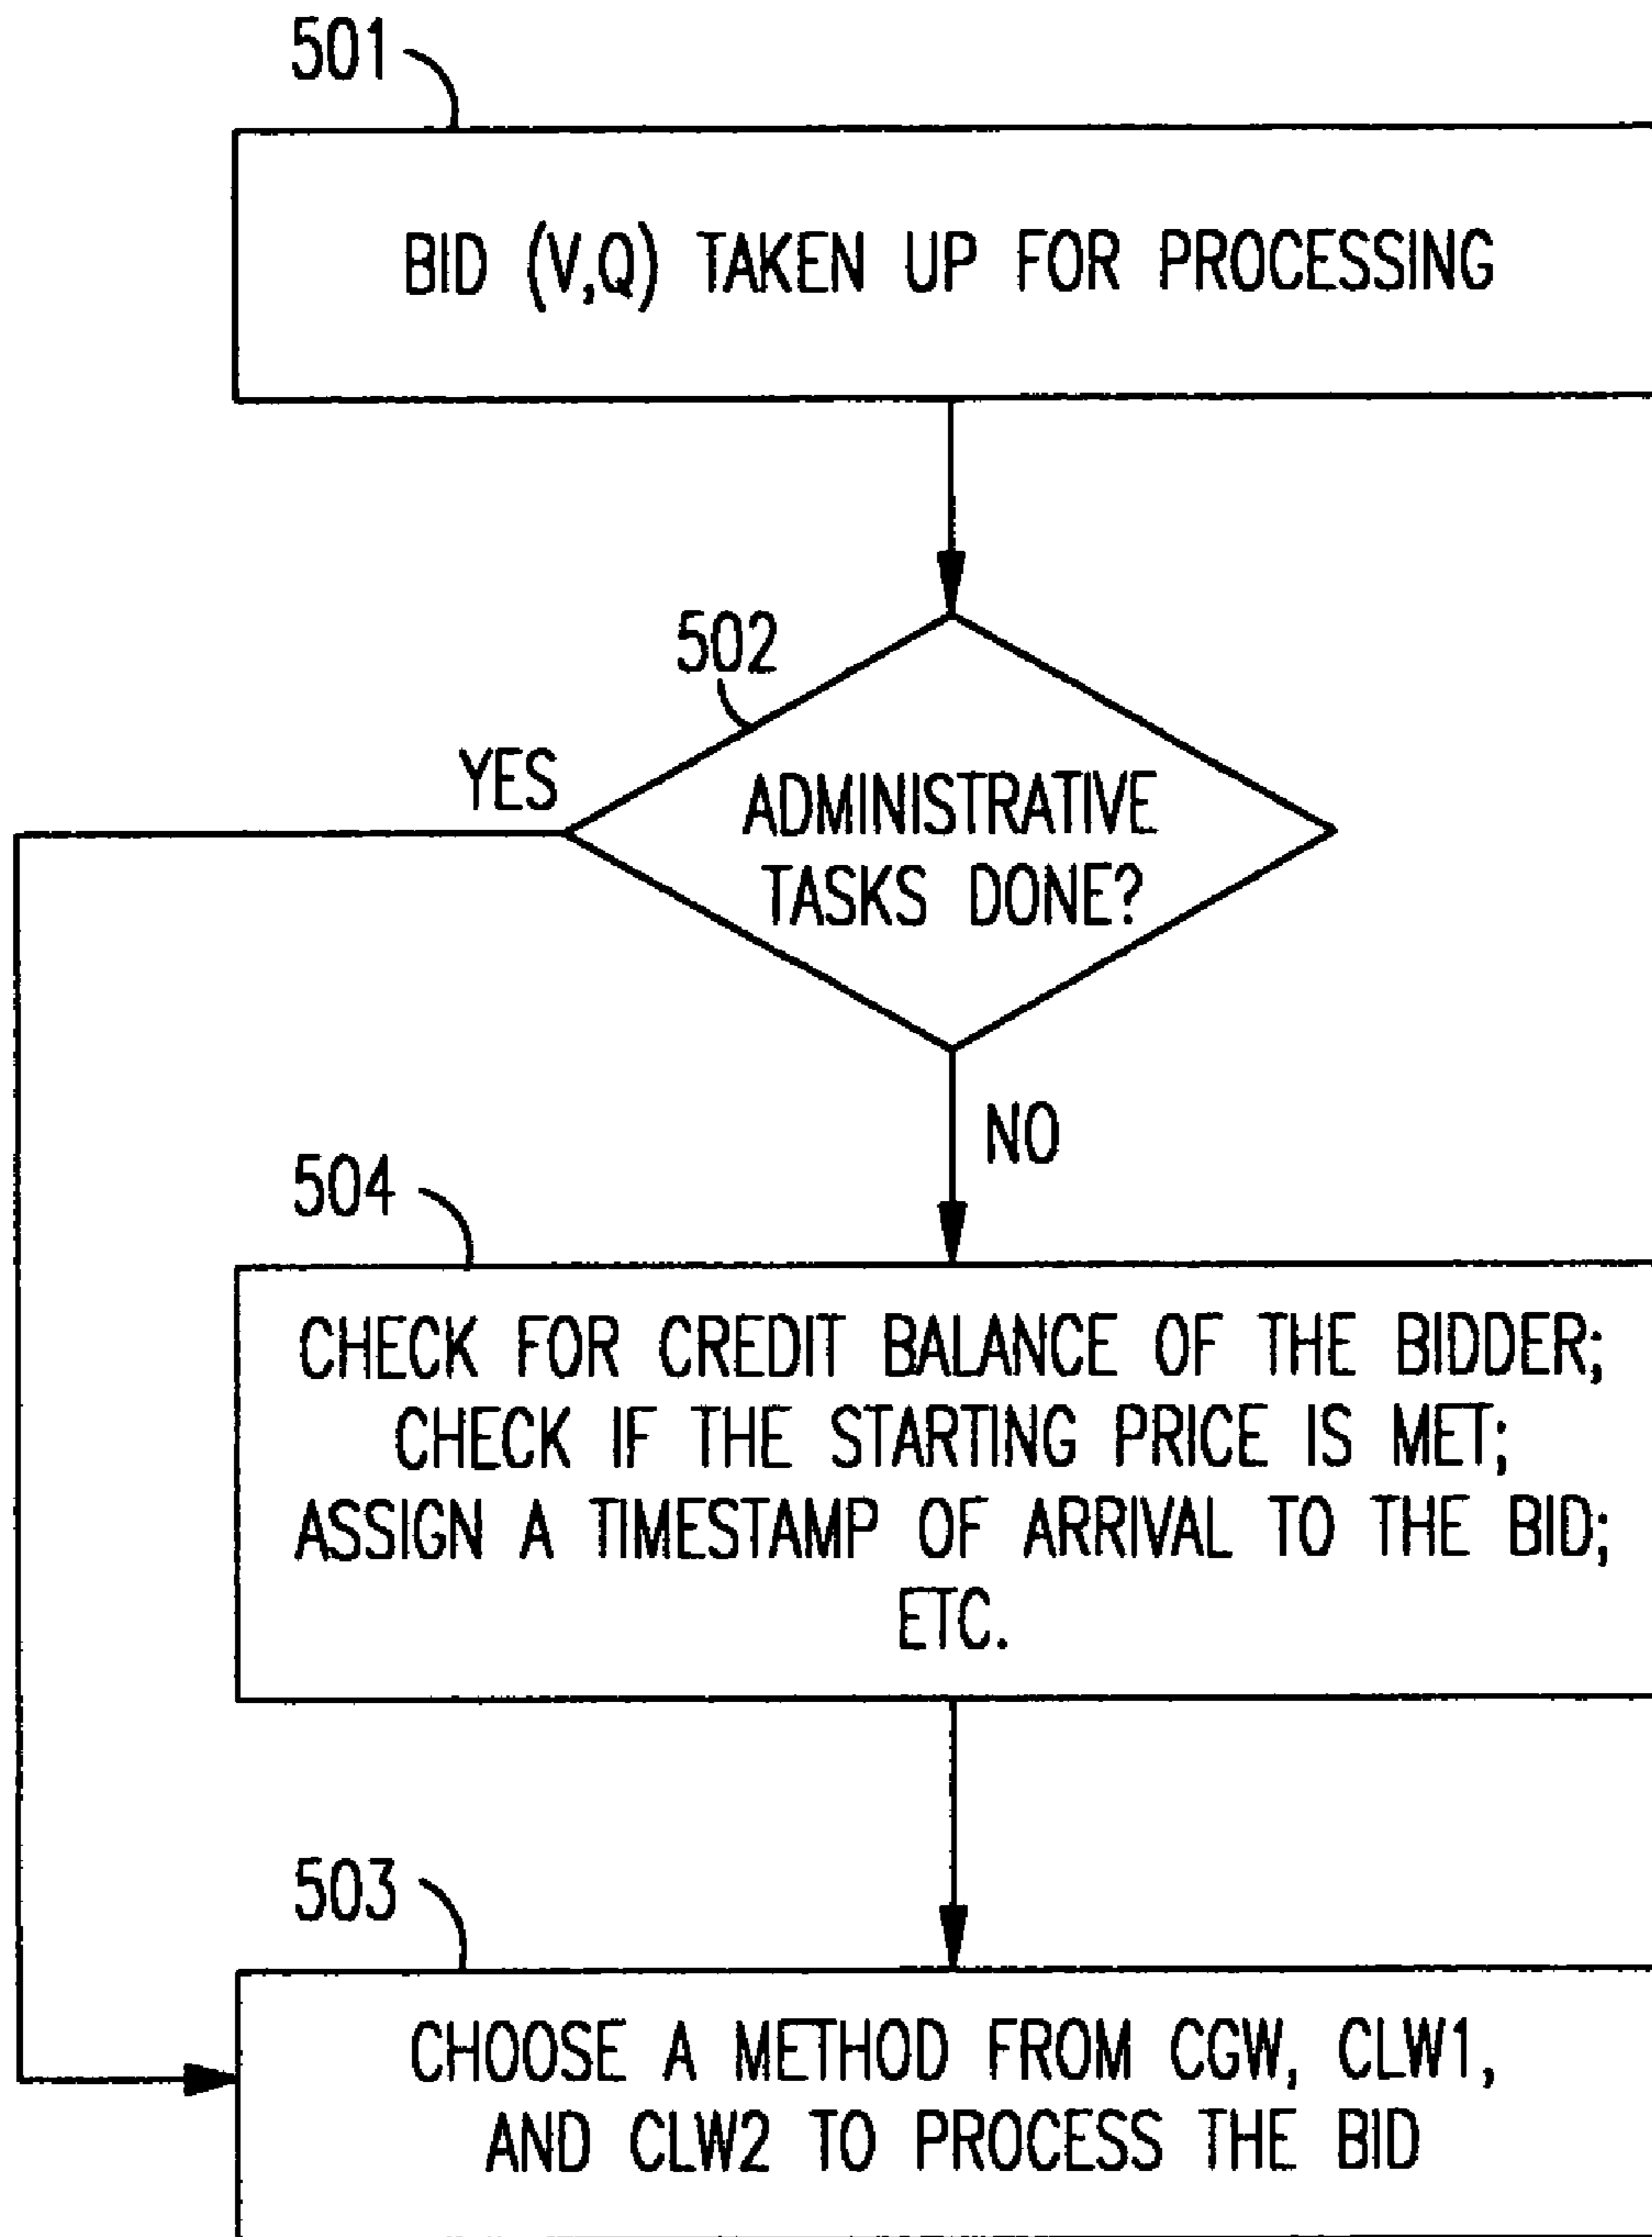 501
BID (V,Q) TAKEN UP FOR PROCESSING
502
YES
ADMINISTRATIVE
TASKS DONE?
NO
504
CHECK FOR CREDIT BALANCE OF THE BIDDER;
CHECK IF THE STARTING PRICE IS MET;
ASSIGN A TIMESTAMP OF ARRIVAL TO THE BID;
ETC.
503
CHOOSE A METHOD FROM CGW, CLW1,
AND CLW2 TO PROCESS THE BID